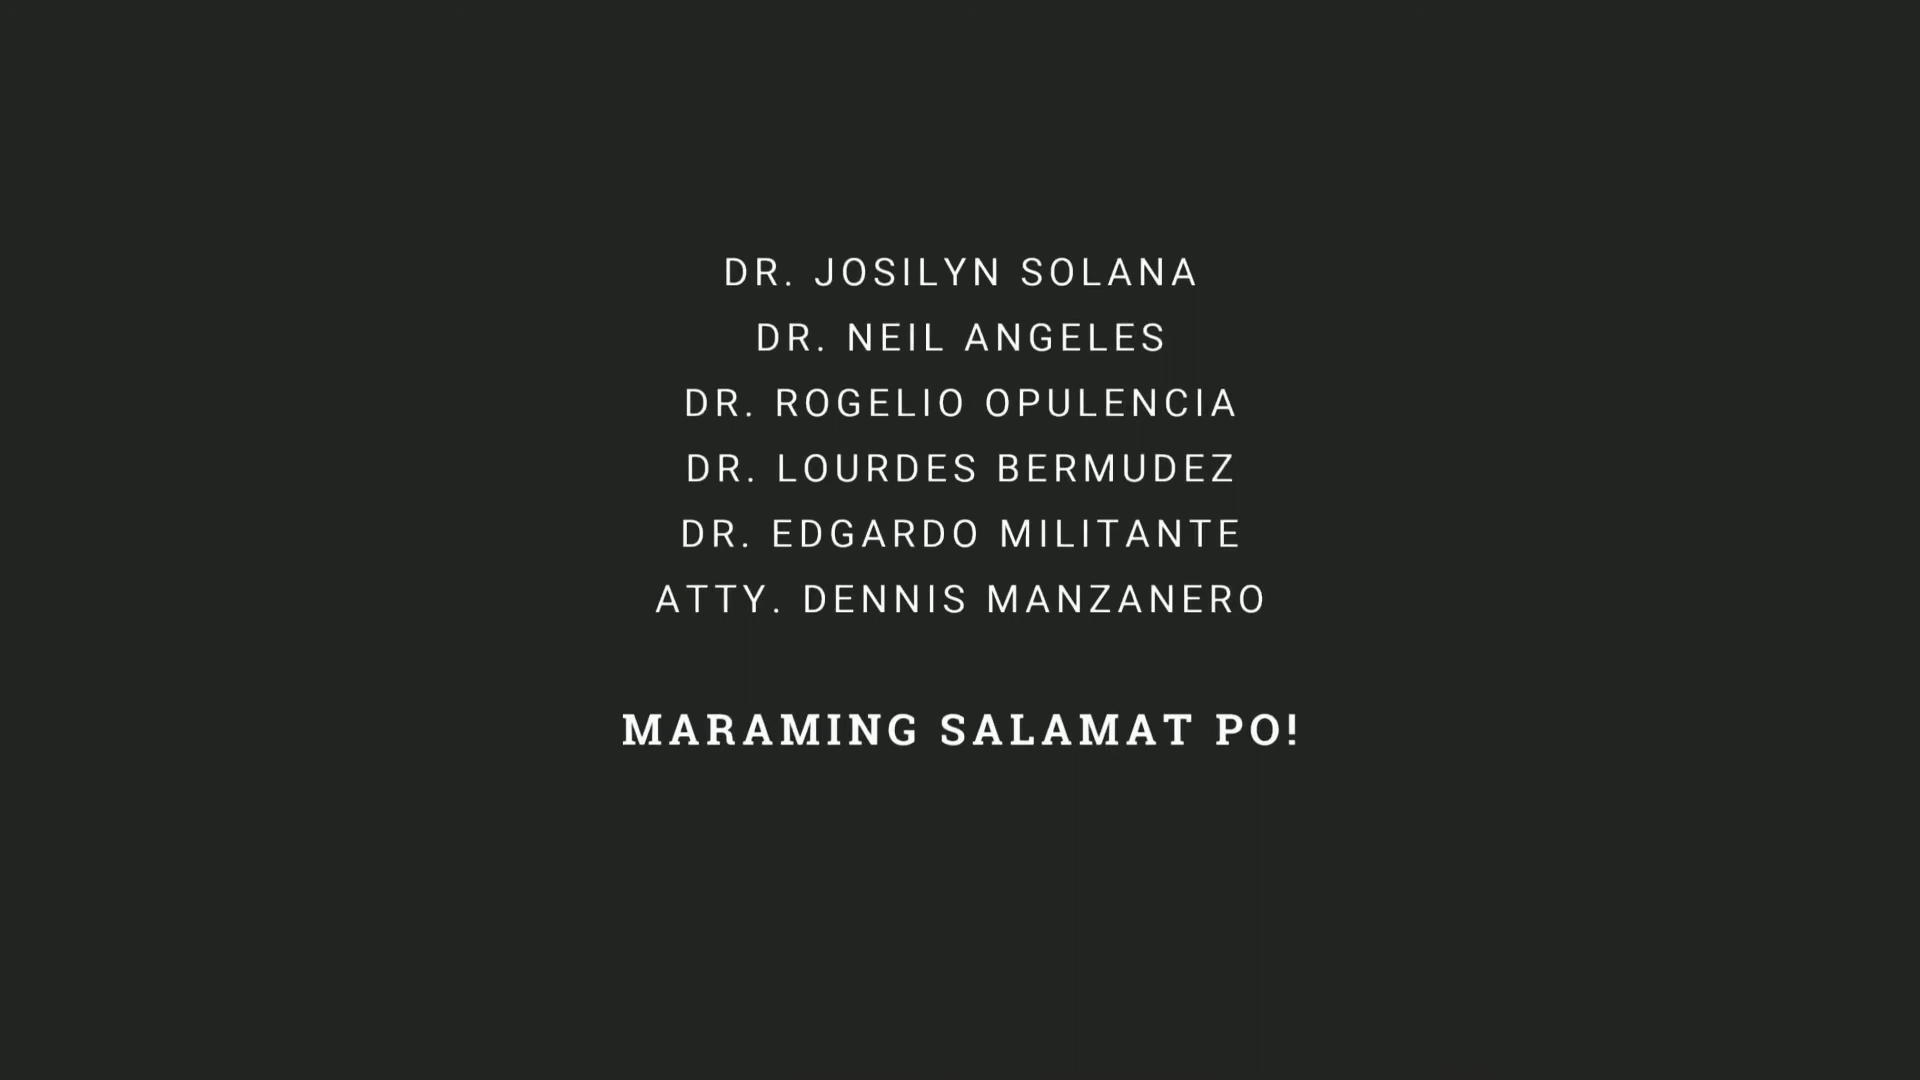 DR. JOSILYN SOLANA
DR. NEIL ANGELES
DR. ROGELIO OPULENCIA
DR. LOURDES BERMUDEZ
DR. EDGARDO MILITANTE
ATTY. DENNIS MANZANERO
MARAMING SALAMAT PO!